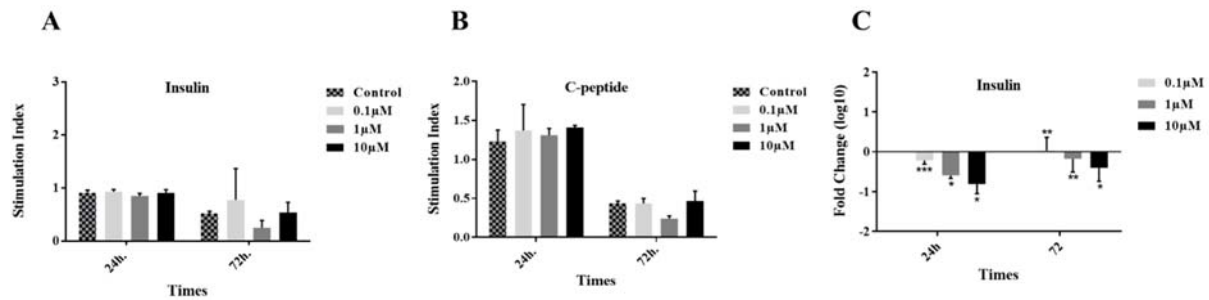 A
Insulin
Stimulation Index
3
2
1
0
24h.
72h.
Times
Control
0.1µM
1µM
10µM
B
C-peptide
Stimulation Index
2.0
1.5
1.0
0.5
0.0
24h.
72h.
Times
Control
0.1µM
1µM
10µM
C
Insulin
Fold Change (log10)
2
1
0
-1
-2
***
*
*
**
**
*
24h
72
Times
0.1µM
1µM
10µM